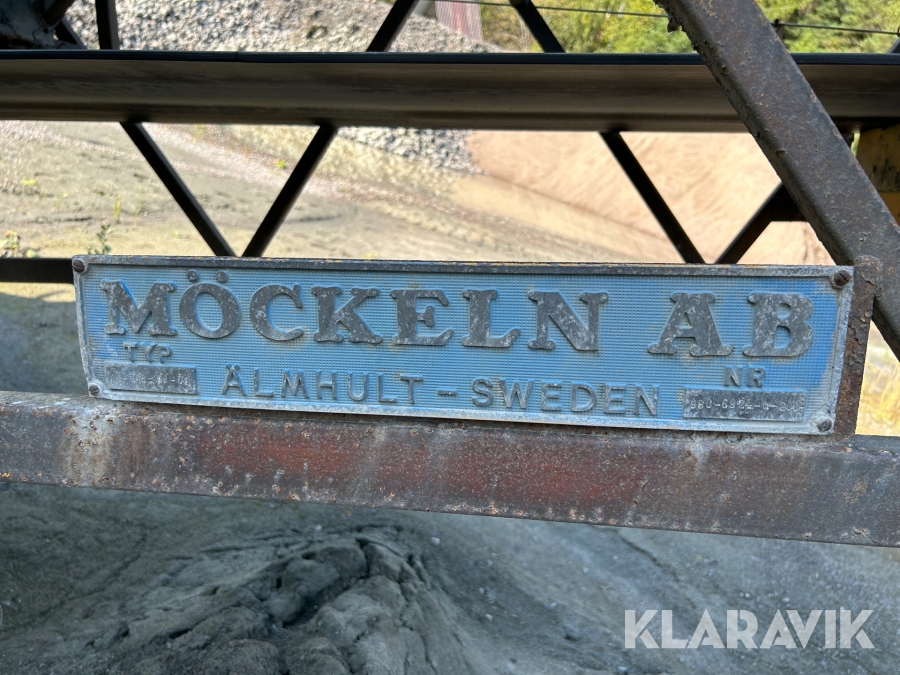 MÖCKELN AB
TYP
ÄLMHULT - SWEDEN
NR
KLARAVIK